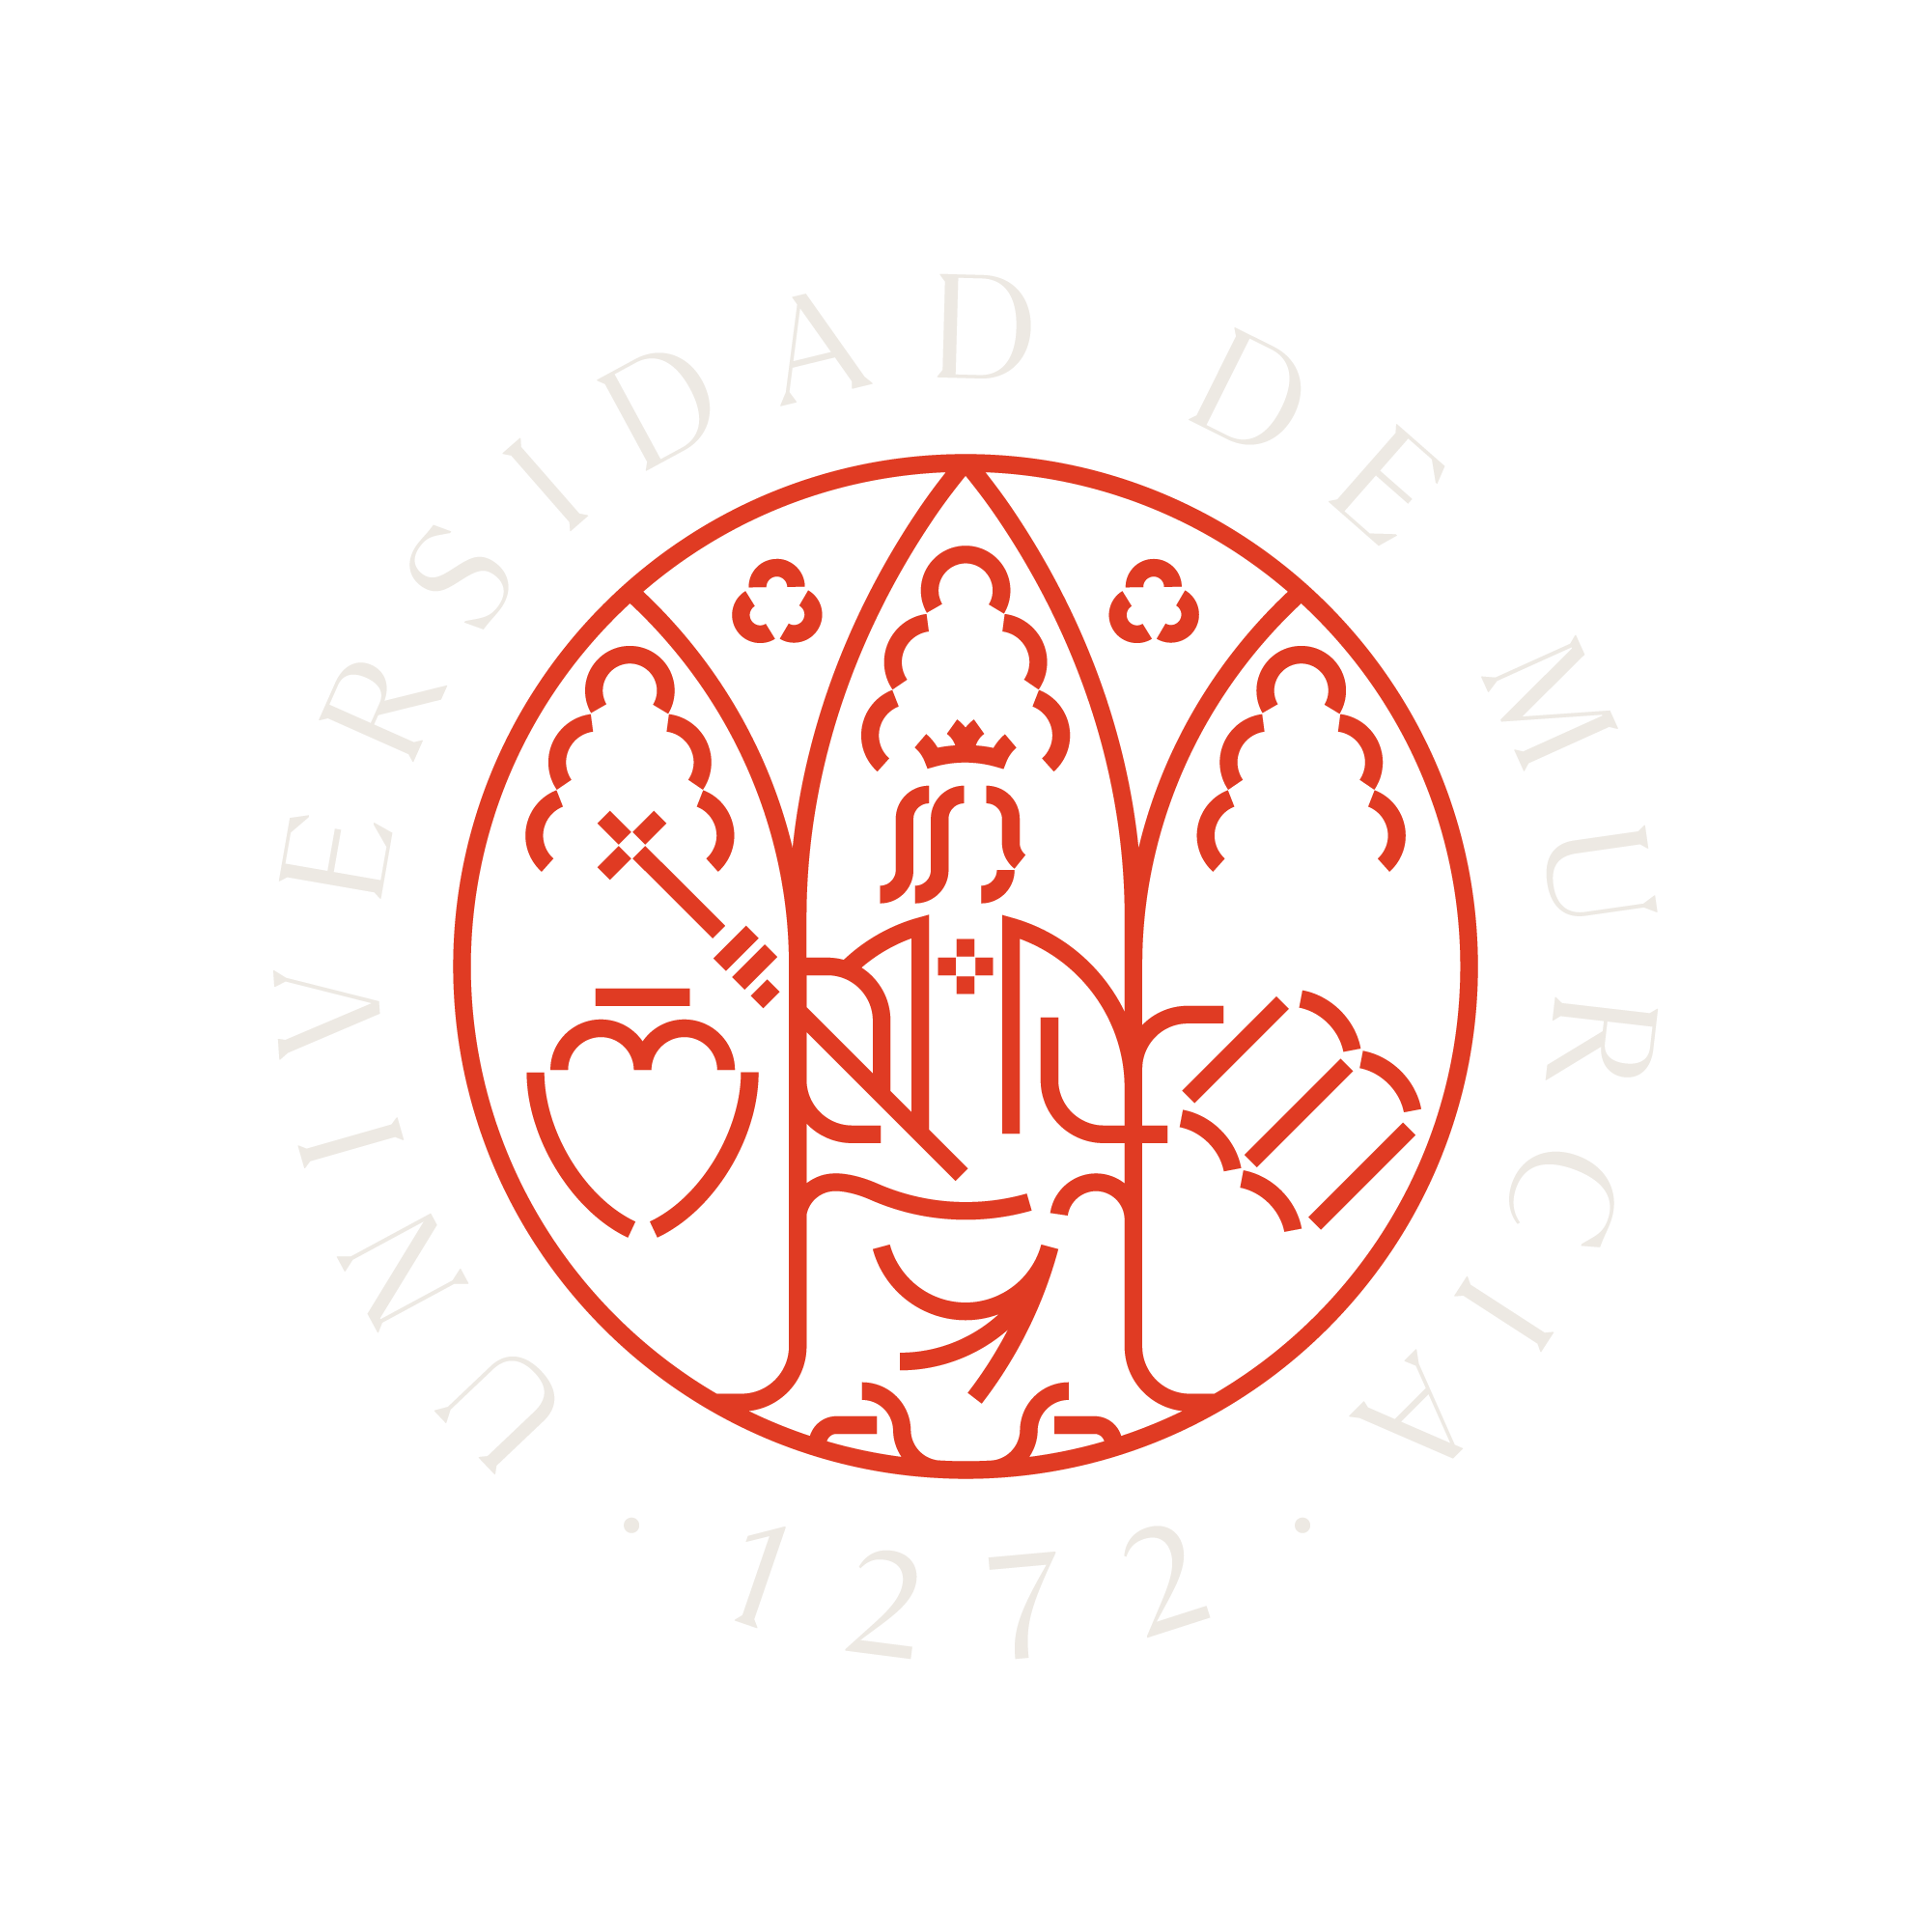 UNIVERSIDAD DE MURCIA
· 1272 ·